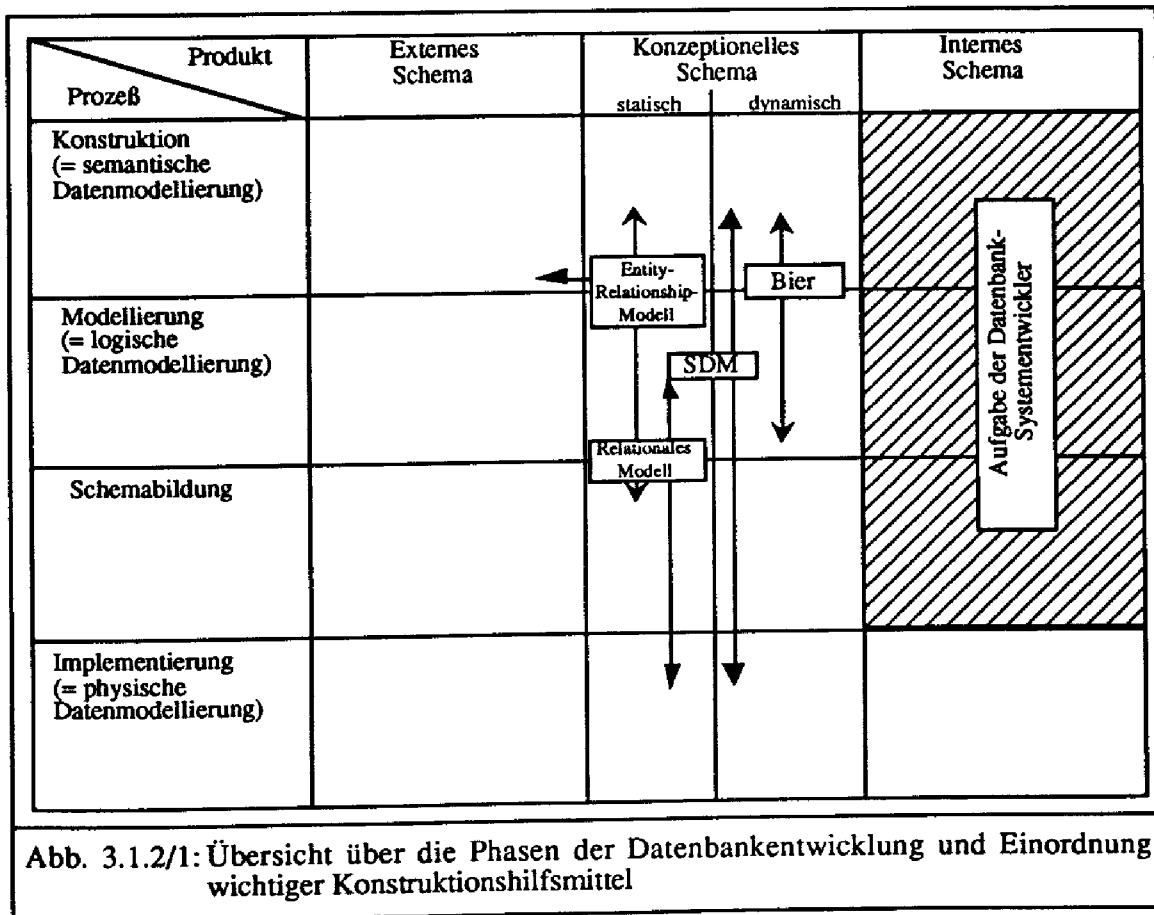 Produkt
Prozeß
Externes
Schema
Konzeptionelles
Schema
statisch
dynamisch
Internes
Schema
Konstruktion
(= semantische
Datenmodellierung)
Entity-
Relationship-
Modell
Bier
Modellierung
(= logische
Datenmodellierung)
SDM
Relationales
Modell
Aufgabe der Datenbank-
Systementwickler
Schemabildung
Implementierung
(= physische
Datenmodellierung)
Abb. 3.1.2/1: Übersicht über die Phasen der Datenbankentwicklung und Einordnung
wichtiger Konstruktionshilfsmittel